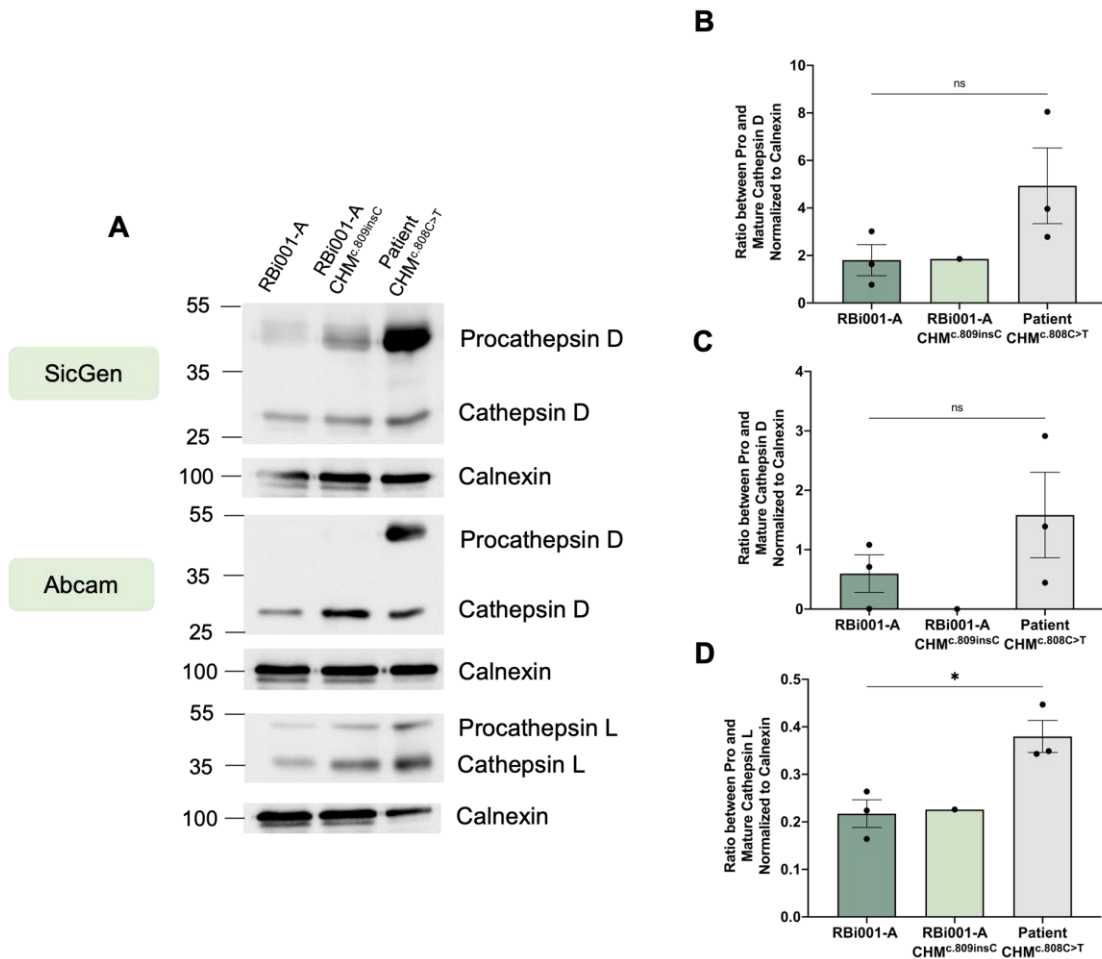 A
RBi001-A
RBi001-A
CHMc.809insC
Patient
CHMc.808C>T
SicGen
55
35
25
Procathepsin D
Cathepsin D
100
Calnexin
Abcam
55
35
25
Procathepsin D
Cathepsin D
100
Calnexin
55
35
Procathepsin L
Cathepsin L
100
Calnexin
B
Ratio between Pro and
Mature Cathepsin D
Normalized to Calnexin
10
8
6
4
2
0
ns
RBi001-A
RBi001-A
CHMc.809insC
Patient
CHMc.808C>T
C
Ratio between Pro and
Mature Cathepsin D
Normalized to Calnexin
4
3
2
1
0
ns
RBi001-A
RBi001-A
CHMc.809insC
Patient
CHMc.808C>T
D
Ratio between Pro and
Mature Cathepsin L
Normalized to Calnexin
0.5
0.4
0.3
0.2
0.1
0.0
*
RBi001-A
RBi001-A
CHMc.809insC
Patient
CHMc.808C>T